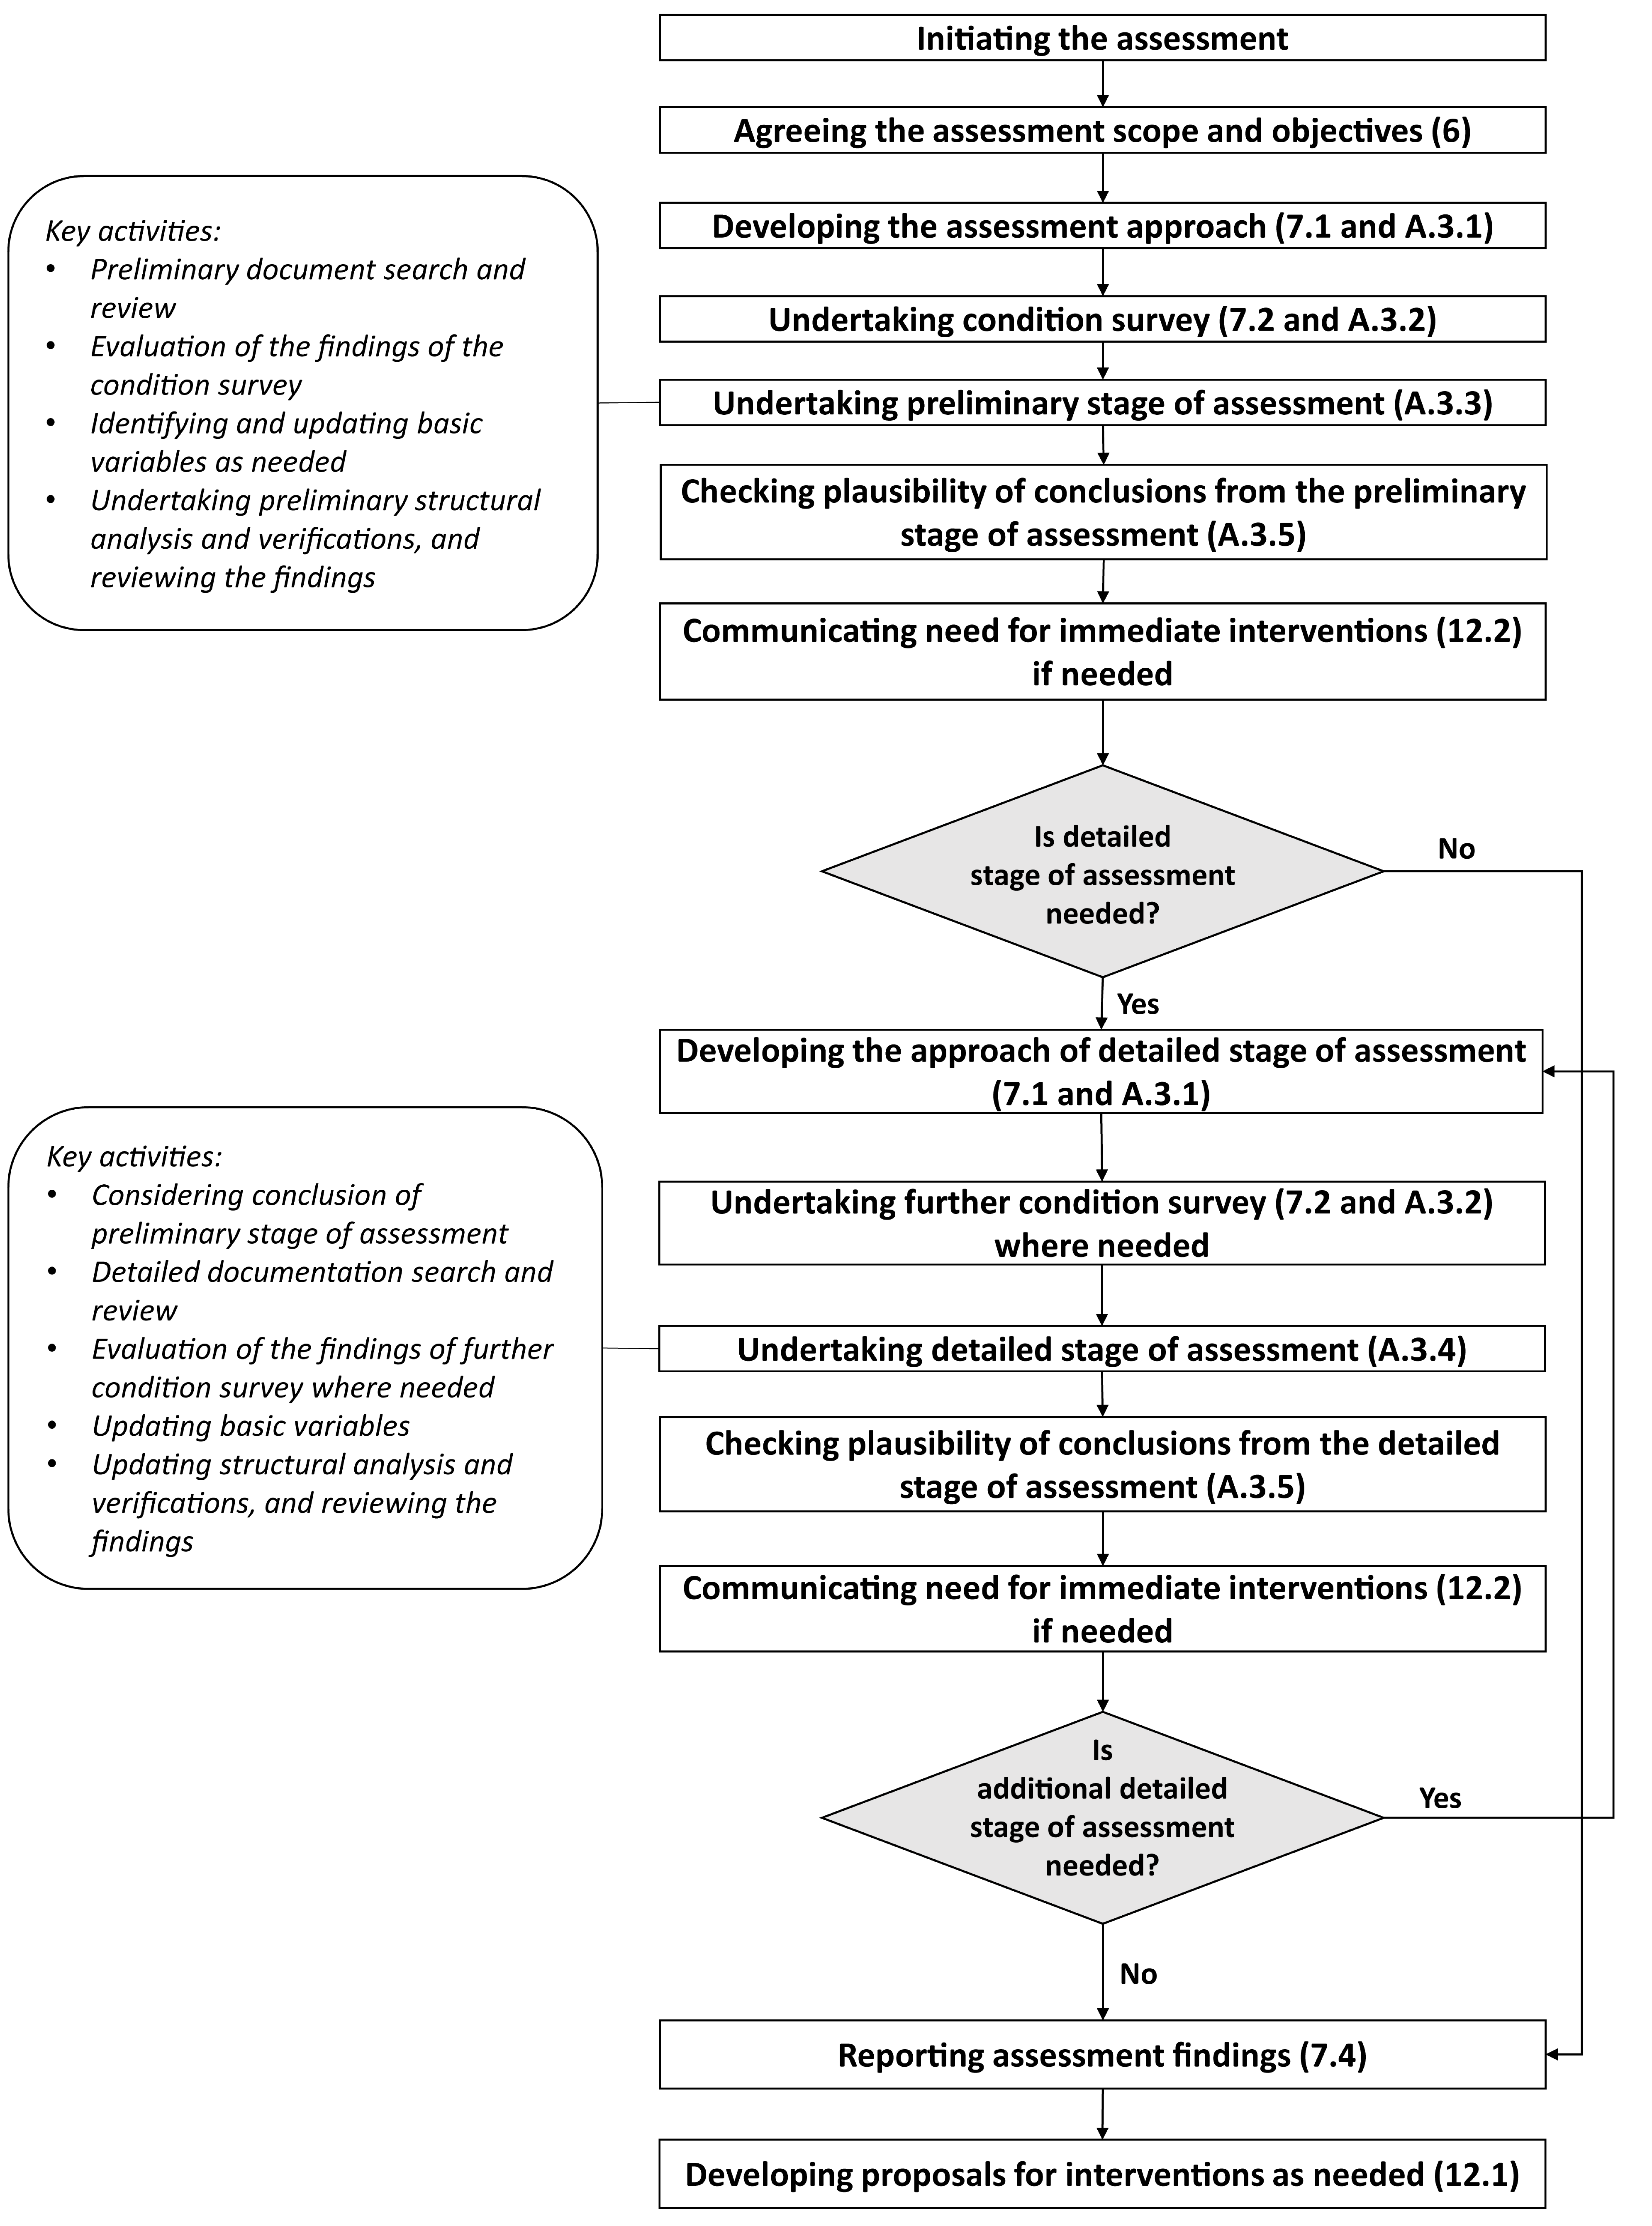 Initiating the assessment
Agreeing the assessment scope and objectives (6)
Developing the assessment approach (7.1 and A.3.1)
Undertaking condition survey (7.2 and A.3.2)
Undertaking preliminary stage of assessment (A.3.3)
Key activities:
• Preliminary document search and
review
• Evaluation of the findings of the
condition survey
• Identifying and updating basic
variables as needed
• Undertaking preliminary structural
analysis and verifications, and
reviewing the findings
Checking plausibility of conclusions from the preliminary
stage of assessment (A.3.5)
Communicating need for immediate interventions (12.2)
if needed
Is detailed
stage of assessment
needed?
No
Yes
Developing the approach of detailed stage of assessment
(7.1 and A.3.1)
Undertaking further condition survey (7.2 and A.3.2)
where needed
Undertaking detailed stage of assessment (A.3.4)
Key activities:
• Considering conclusion of
preliminary stage of assessment
• Detailed documentation search and
review
• Evaluation of the findings of further
condition survey where needed
• Updating basic variables
• Updating structural analysis and
verifications, and reviewing the
findings
Checking plausibility of conclusions from the detailed
stage of assessment (A.3.5)
Communicating need for immediate interventions (12.2)
if needed
Is
additional detailed
stage of assessment
needed?
Yes
No
Reporting assessment findings (7.4)
Developing proposals for interventions as needed (12.1)